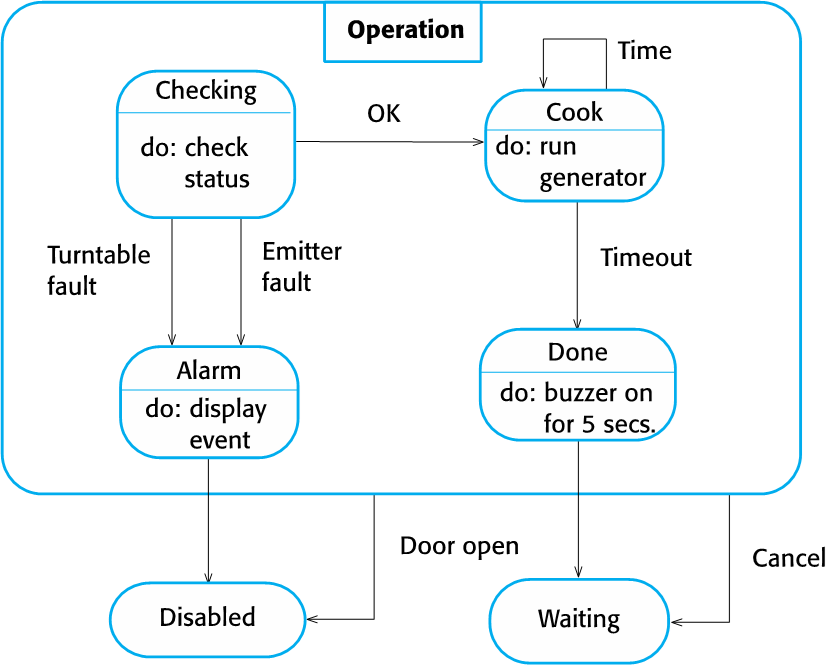 Operation
Checking
do: check
status
OK
Time
Cook
do: run
generator
Turntable
fault
Emitter
fault
Timeout
Alarm
do: display
event
Done
do: buzzer on
for 5 secs.
Door open
Cancel
Disabled
Waiting